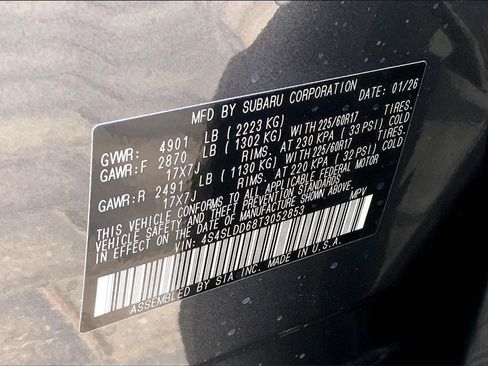 MFD BY SUBARU CORPORATION 01/26
GVWR: 4901 LB ( 2223 KG)
GAWR:F 2870 LB ( 1302 KG) WITH 225/60R17 TIRES.
17X7J RIMS. AT 230 KPA ( 33 PSI) COLD
GAWR:R 2491 LB ( 1130 KG) WITH 225/60R17 TIRES.
17X7J RIMS. AT 220 KPA ( 32 PSI) COLD
THIS VEHICLE CONFORMS TO ALL APPLICABLE FEDERAL MOTOR
VEHICLE SAFETY AND THEFT PREVENTION STANDARDS
IN EFFECT ON THE DATE OF MANUFACTURE SHOWN ABOVE.
VIN: 4S4SLDD68T3052853 MPV
ASSEMBLED BY SIA INC. MADE IN U.S.A.